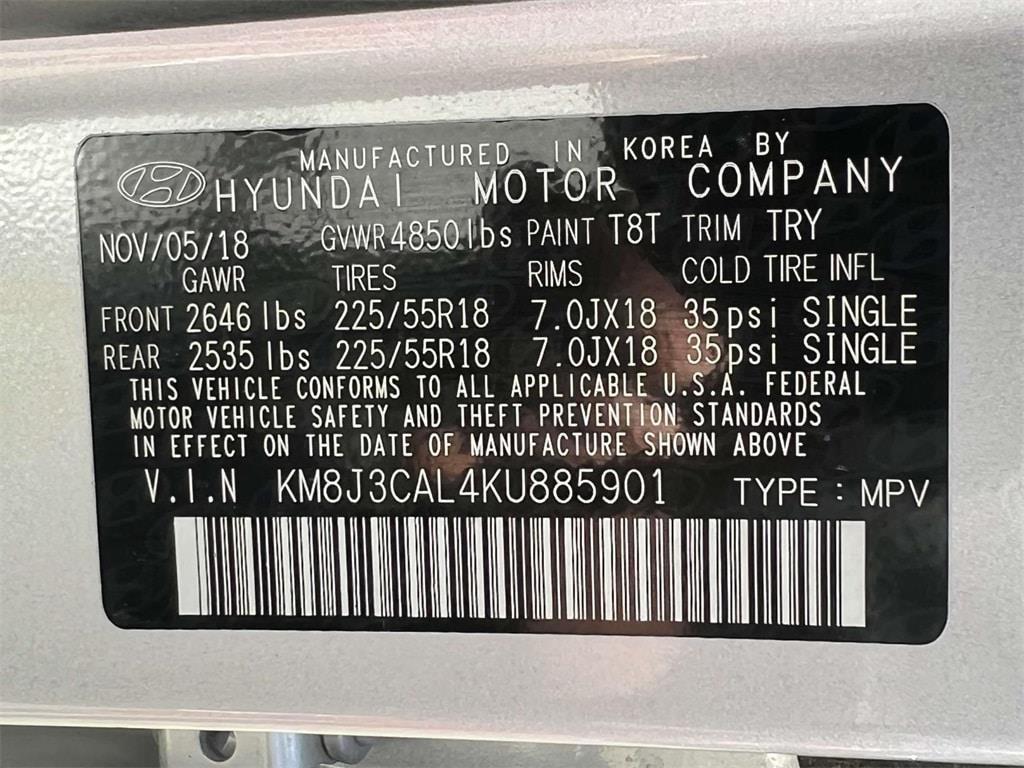 MANUFACTURED IN KOREA BY
HYUNDAI MOTOR COMPANY
NOV/05/18 GVWR 4850lbs PAINT T8T TRIM TRY
GAWR TIRES RIMS COLD TIRE INFL
FRONT 2646 lbs 225/55R18 7.0JX18 35psi SINGLE
REAR 2535 lbs 225/55R18 7.0JX18 35psi SINGLE
THIS VEHICLE CONFORMS TO ALL APPLICABLE U.S.A. FEDERAL
MOTOR VEHICLE SAFETY AND THEFT PREVENTION STANDARDS
IN EFFECT ON THE DATE OF MANUFACTURE SHOWN ABOVE
V.I.N KM8J3CAL4KU885901 TYPE : MPV